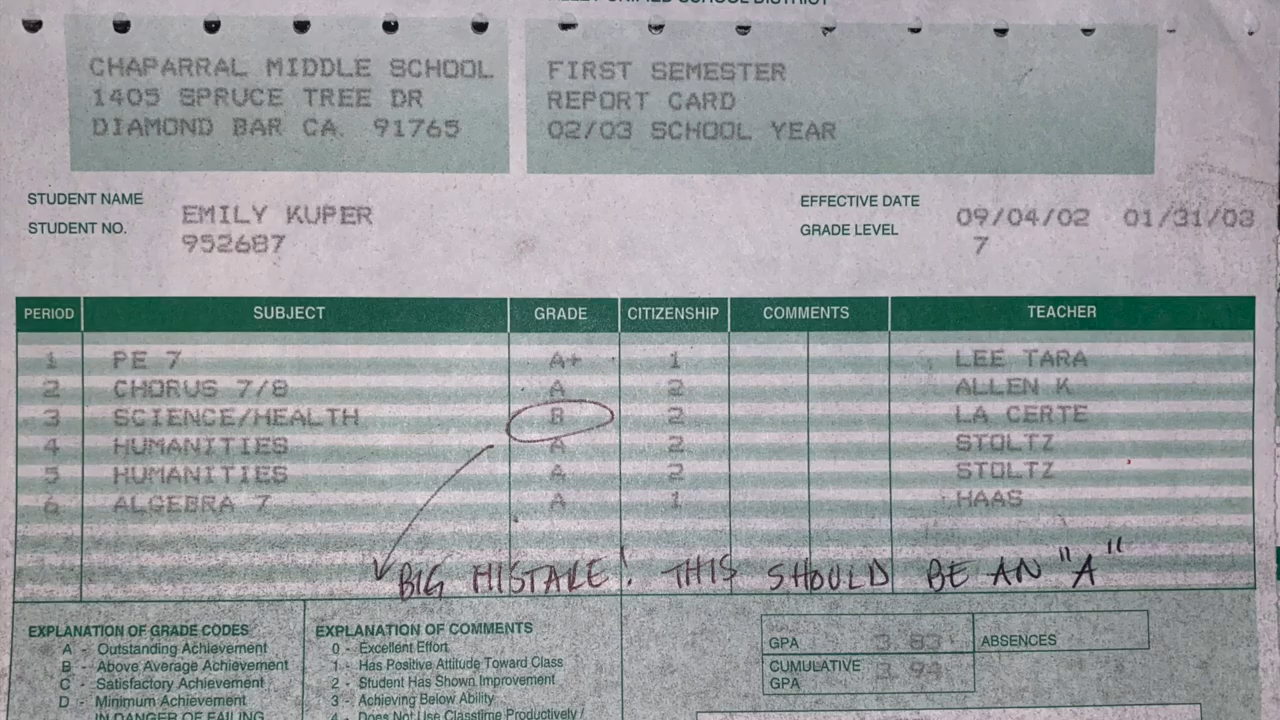 UNIFIED SCHOOL DISTRICT
CHAPARRAL MIDDLE SCHOOL
1405 SPRUCE TREE DR
DIAMOND BAR CA. 91765
FIRST SEMESTER
REPORT CARD
02/03 SCHOOL YEAR
STUDENT NAME EMILY KUPER
STUDENT NO. 952687
EFFECTIVE DATE 09/04/02 01/31/03
GRADE LEVEL 7
PERIOD SUBJECT GRADE CITIZENSHIP COMMENTS TEACHER
1 PE 7 A+ 1 LEE TARA
2 CHORUS 7/8 A 2 ALLEN K
3 SCIENCE/HEALTH B 2 LA CERTE
4 HUMANITIES A 2 STOLTZ
5 HUMANITIES A 2 STOLTZ
6 ALGEBRA 7 A 1 HAAS
BIG MISTAKE! THIS SHOULD BE AN "A"
EXPLANATION OF GRADE CODES
A - Outstanding Achievement
B - Above Average Achievement
C - Satisfactory Achievement
D - Minimum Achievement
IN DANGER OF FAILING
EXPLANATION OF COMMENTS
0 - Excellent Effort
1 - Has Positive Attitude Toward Class
2 - Student Has Shown Improvement
3 - Achieving Below Ability
4 - Does Not Use Classtime Productively /
GPA 3.83 ABSENCES
CUMULATIVE GPA 3.94